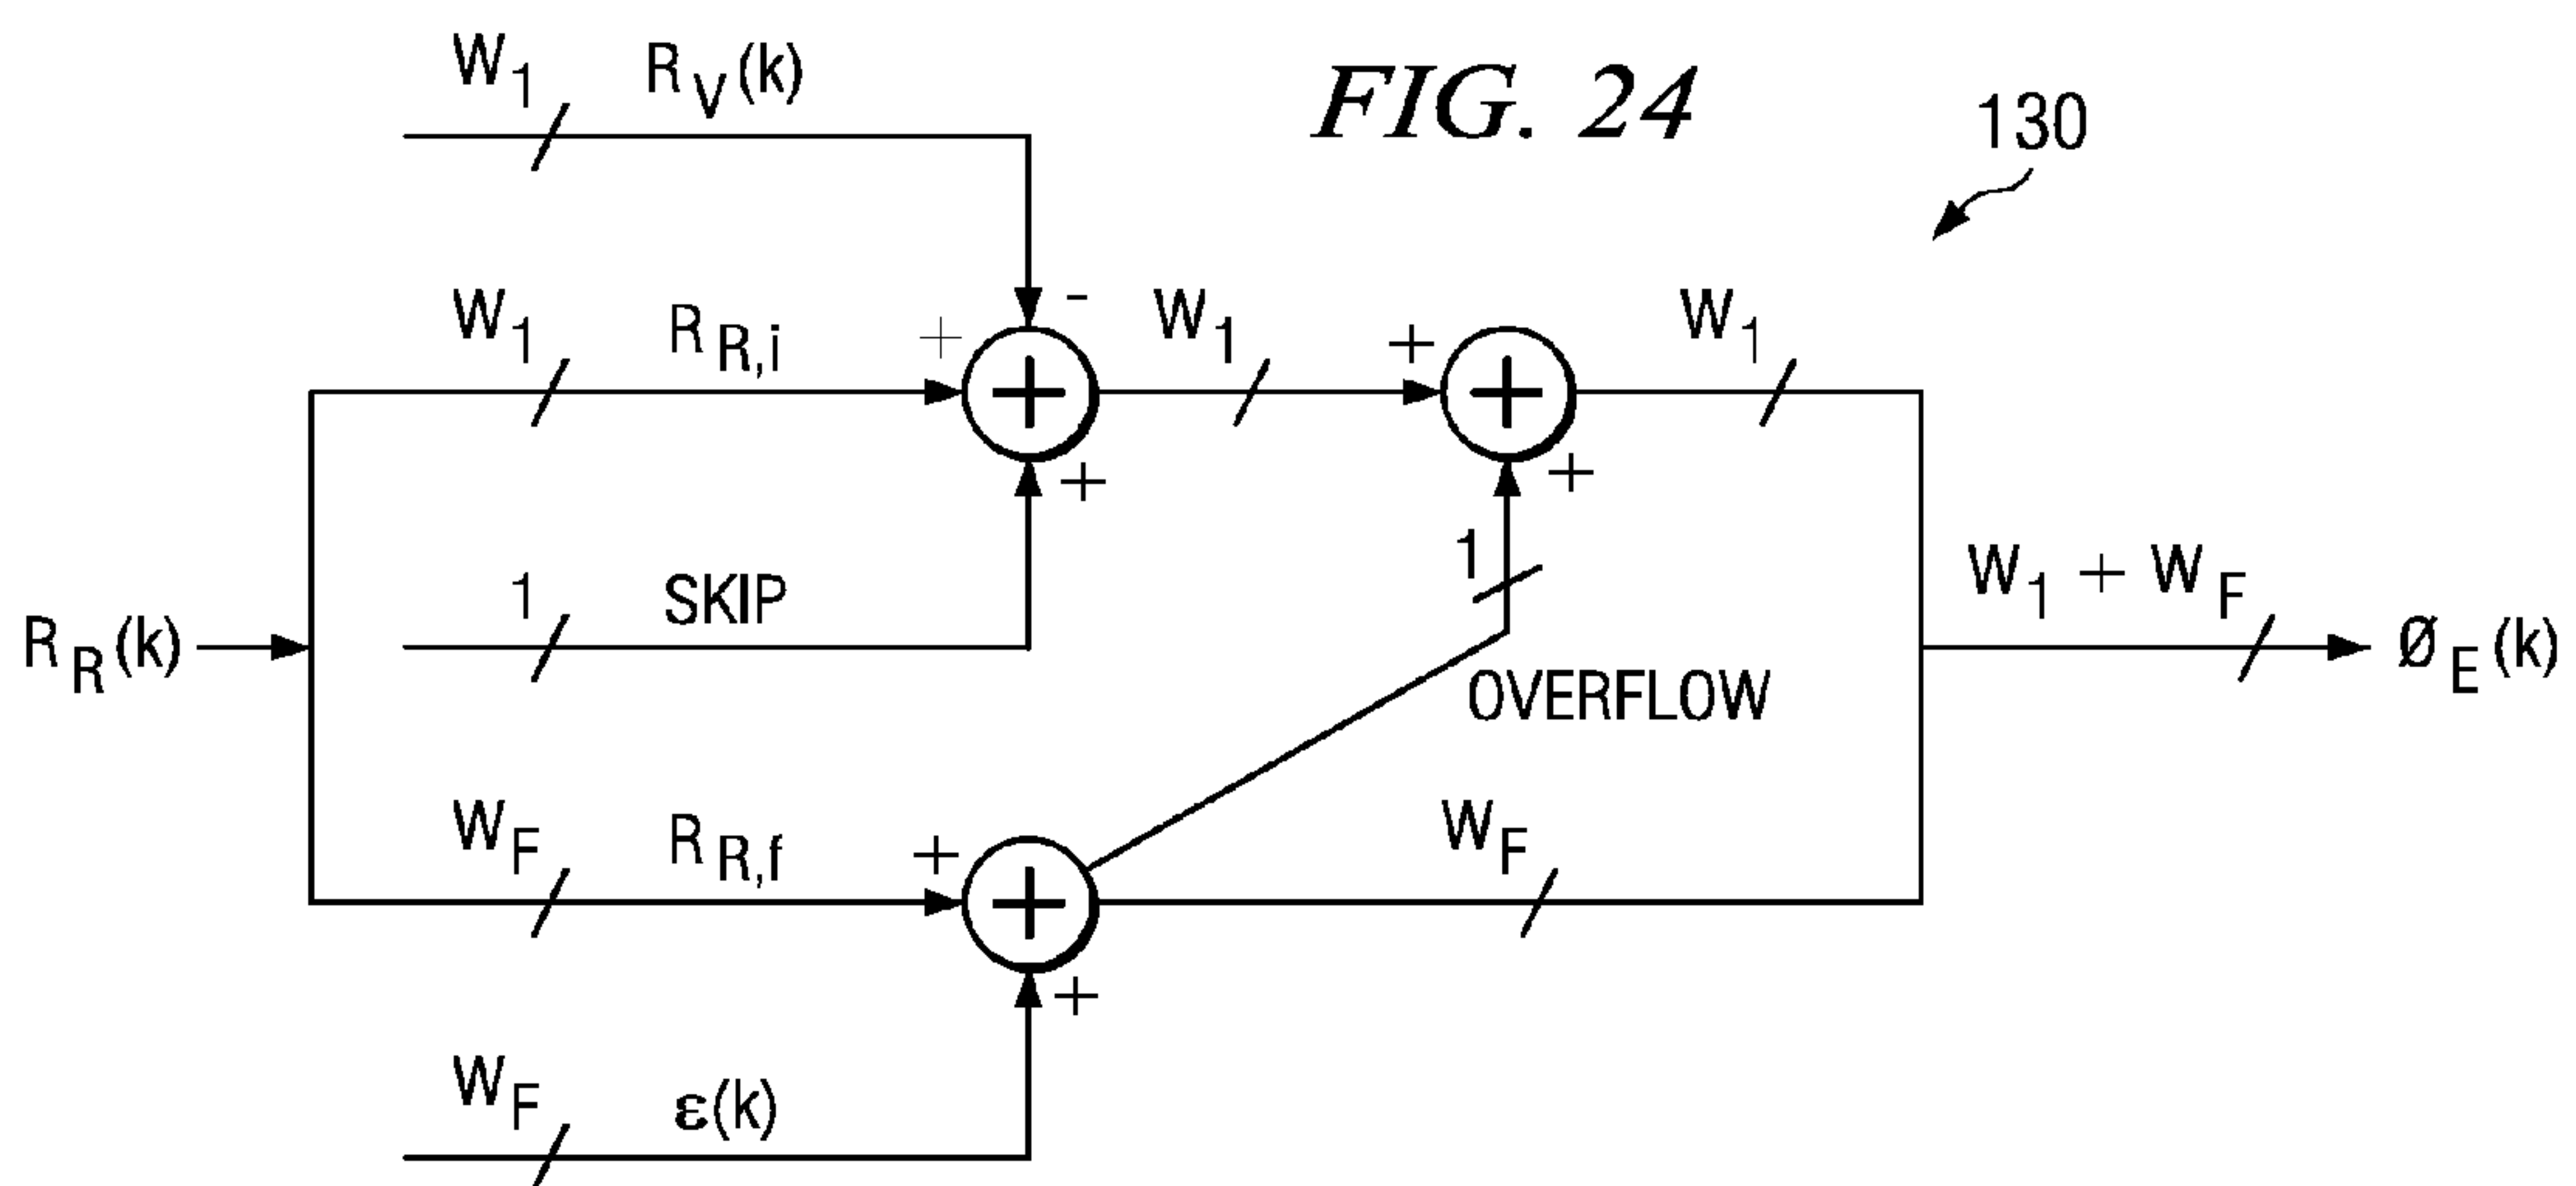 W1 RV(k)
FIG. 24
130
-
W1 RR,i + W1 + W1
+ +
1 SKIP 1
RR(k) W1 + WF ØE(k)
OVERFLOW
WF RR,f + WF
+
WF ε(k)